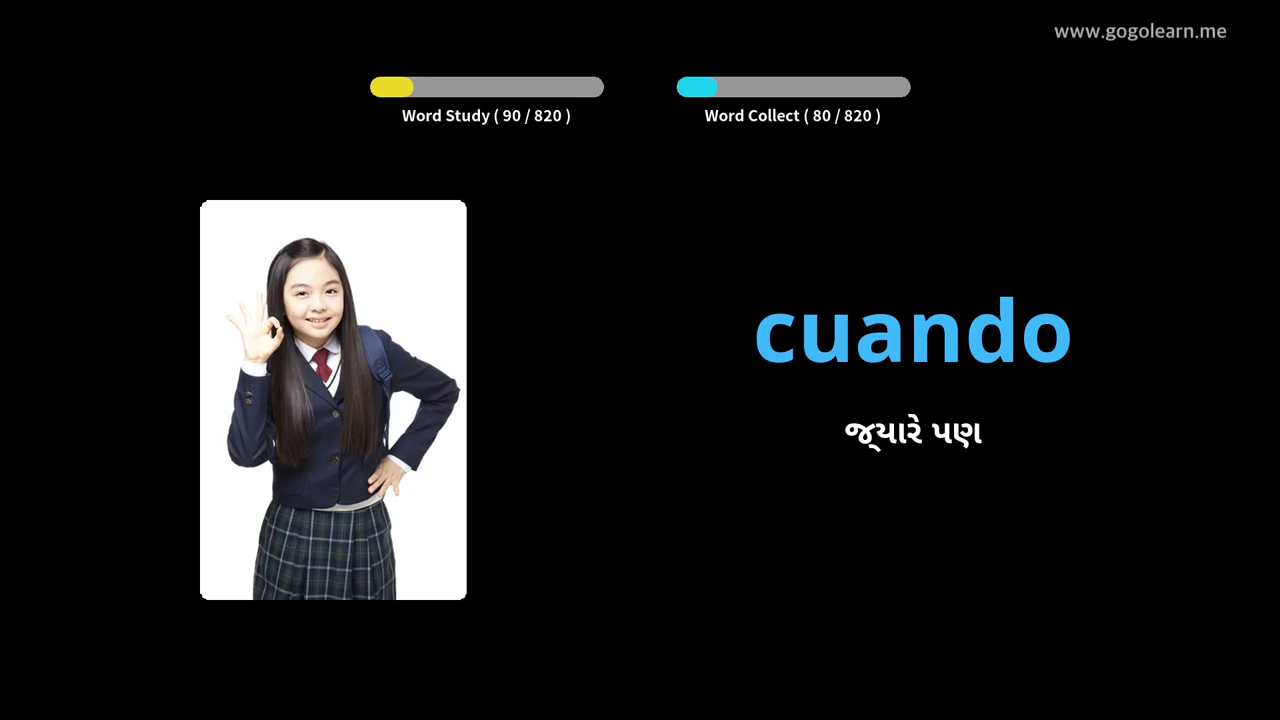 www.gogolearn.me
Word Study ( 90 / 820 )
Word Collect ( 80 / 820 )
cuando
જ્યારે પણ